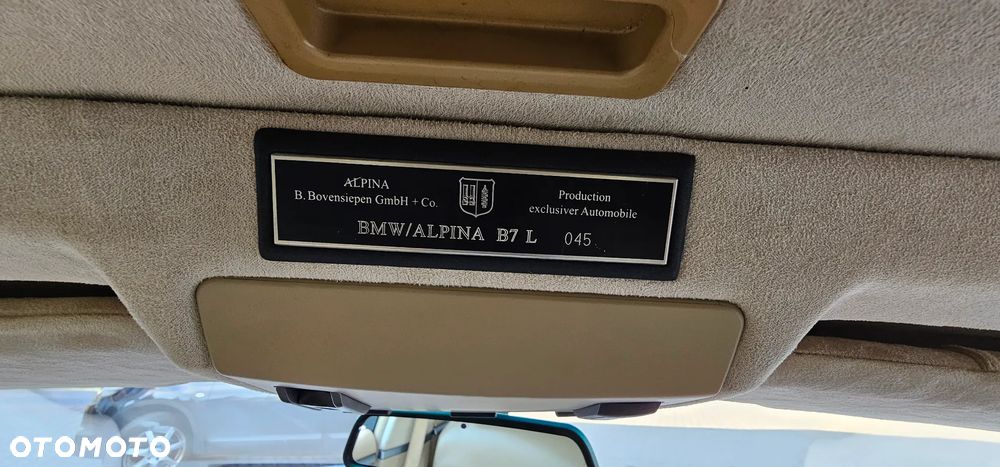 ALPINA
B. Bovensiepen GmbH + Co.
Production
exclusiver Automobile
BMW/ALPINA B7 L 045
OTOMOTO